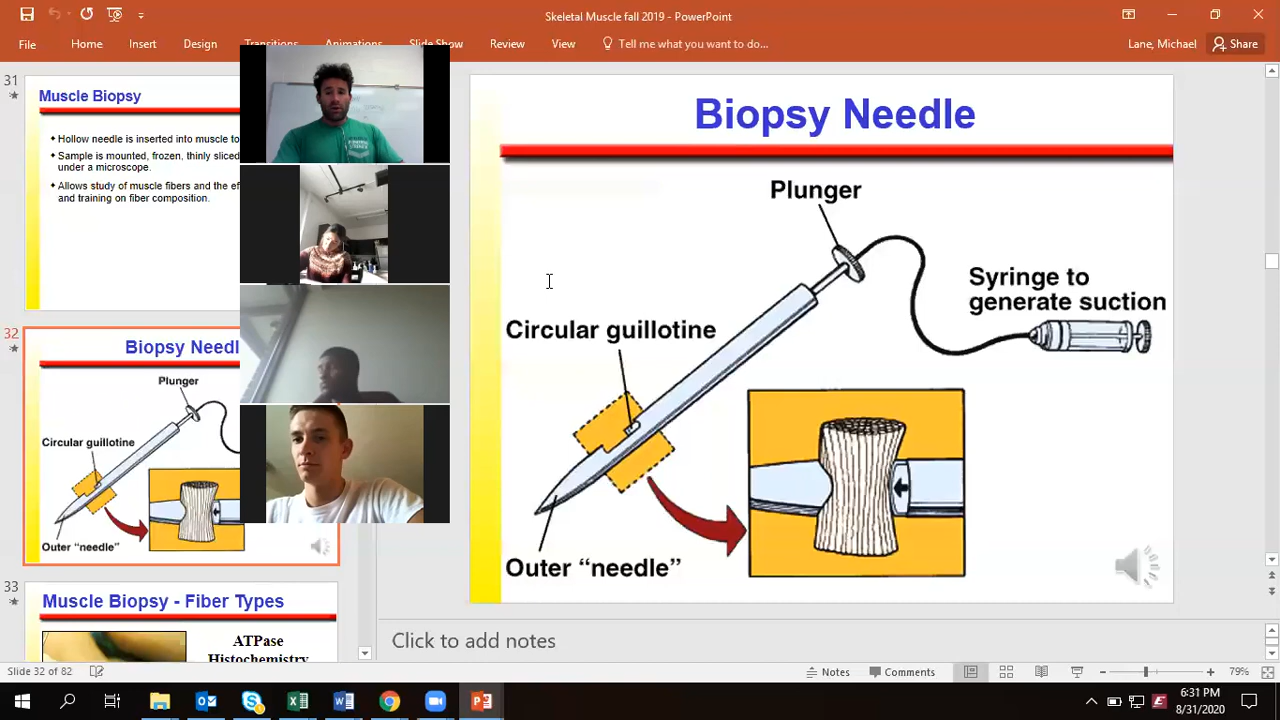 Skeletal Muscle fall 2019 - PowerPoint
File Home Insert Design Transitions Animations Slide Show Review View Tell me what you want to do...
Lane, Michael Share
31
Muscle Biopsy
Hollow needle is inserted into muscle to
Sample is mounted, frozen, thinly sliced
under a microscope.
Allows study of muscle fibers and the ef
and training on fiber composition.
32
Biopsy Needl
Plunger
Circular guillotine
Outer “needle”
33
Muscle Biopsy - Fiber Types
ATPase
Histochemistry
Biopsy Needle
Plunger
Syringe to
generate suction
Circular guillotine
Outer “needle”
Click to add notes
Slide 32 of 82
Notes Comments 79%
6:31 PM
8/31/2020